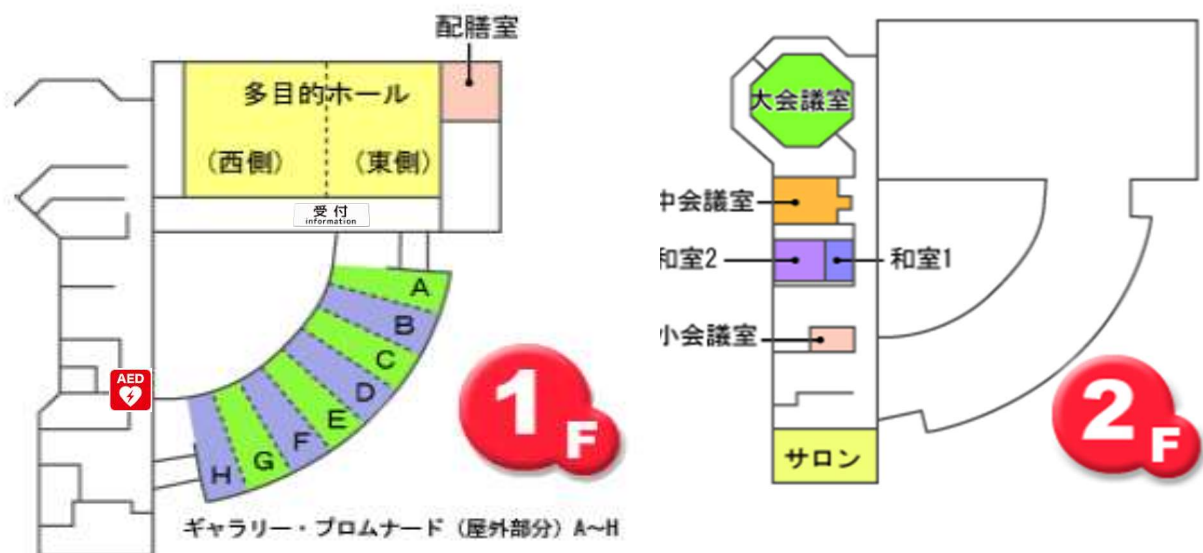 配膳室
多目的ホール
(西側)
(東側)
受付
information
A
B
C
D
E
F
G
H
AED
1F
ギャラリー・プロムナード(屋外部分)A~H
大会議室
中会議室
和室2
和室1
小会議室
サロン
2F